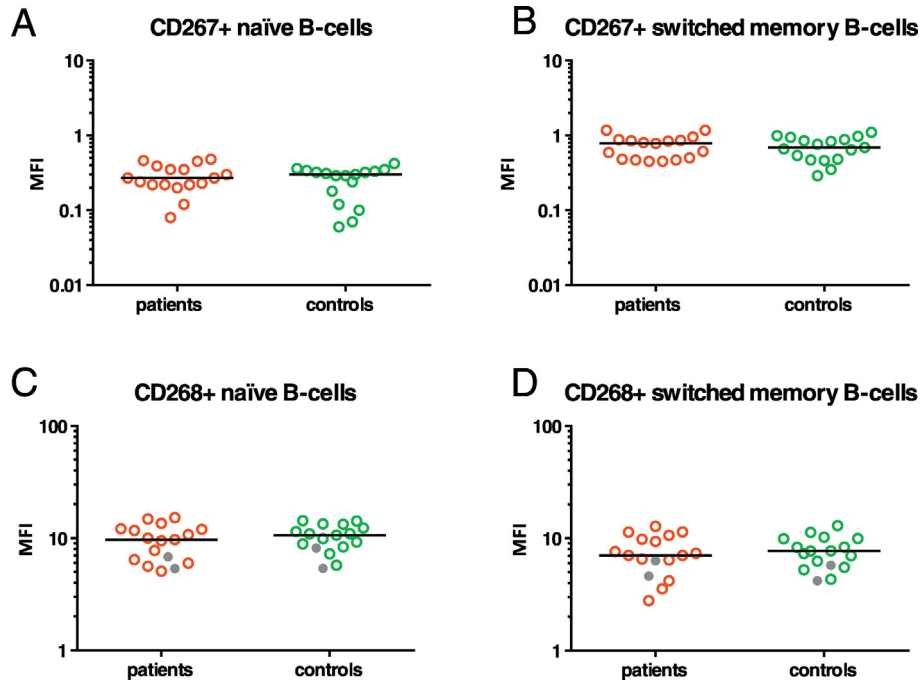 A
CD267+ naïve B-cells
10
1
0.1
0.01
MFI
patients
controls
B
CD267+ switched memory B-cells
10
1
0.1
0.01
MFI
patients
controls
C
CD268+ naïve B-cells
100
10
1
MFI
patients
controls
D
CD268+ switched memory B-cells
100
10
1
MFI
patients
controls